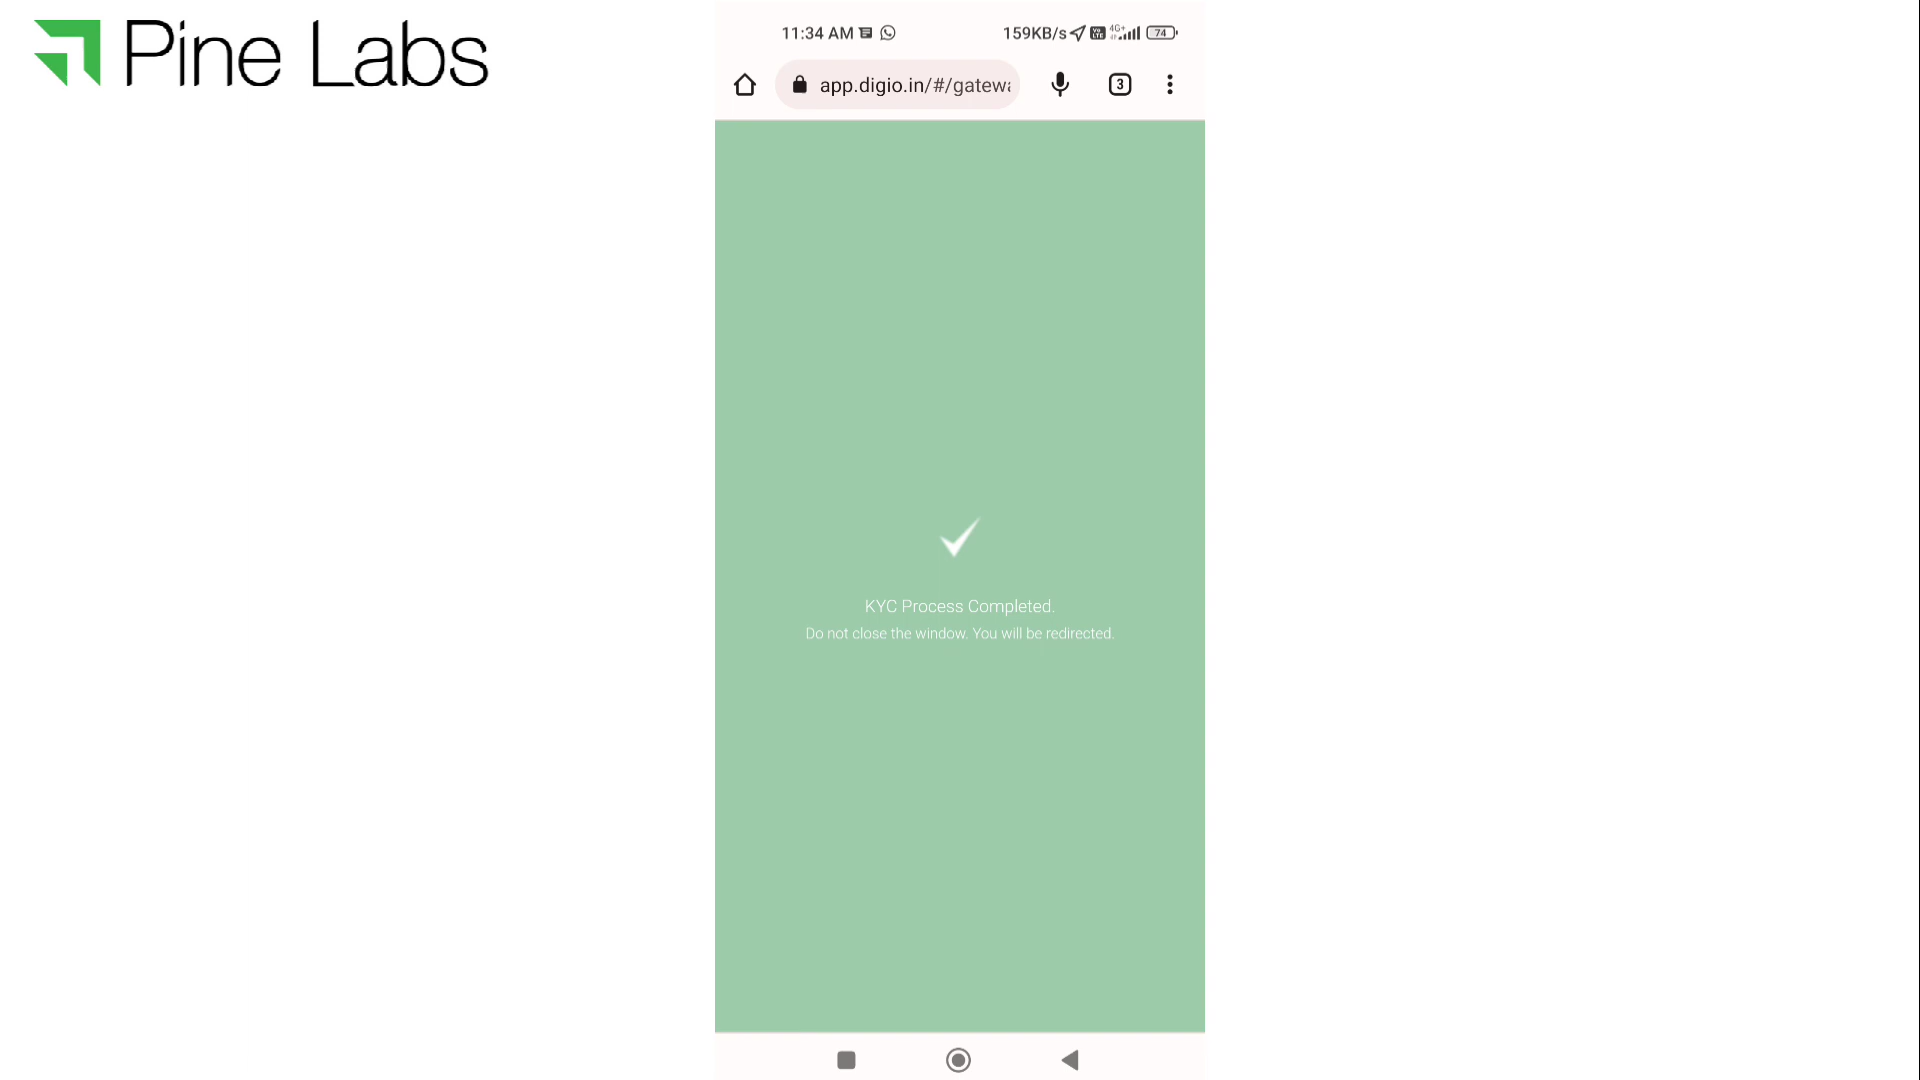 Pine Labs
11:34 AM
159KB/s 4G+ 74
app.digio.in/#/gatewa
3
KYC Process Completed.
Do not close the window. You will be redirected.